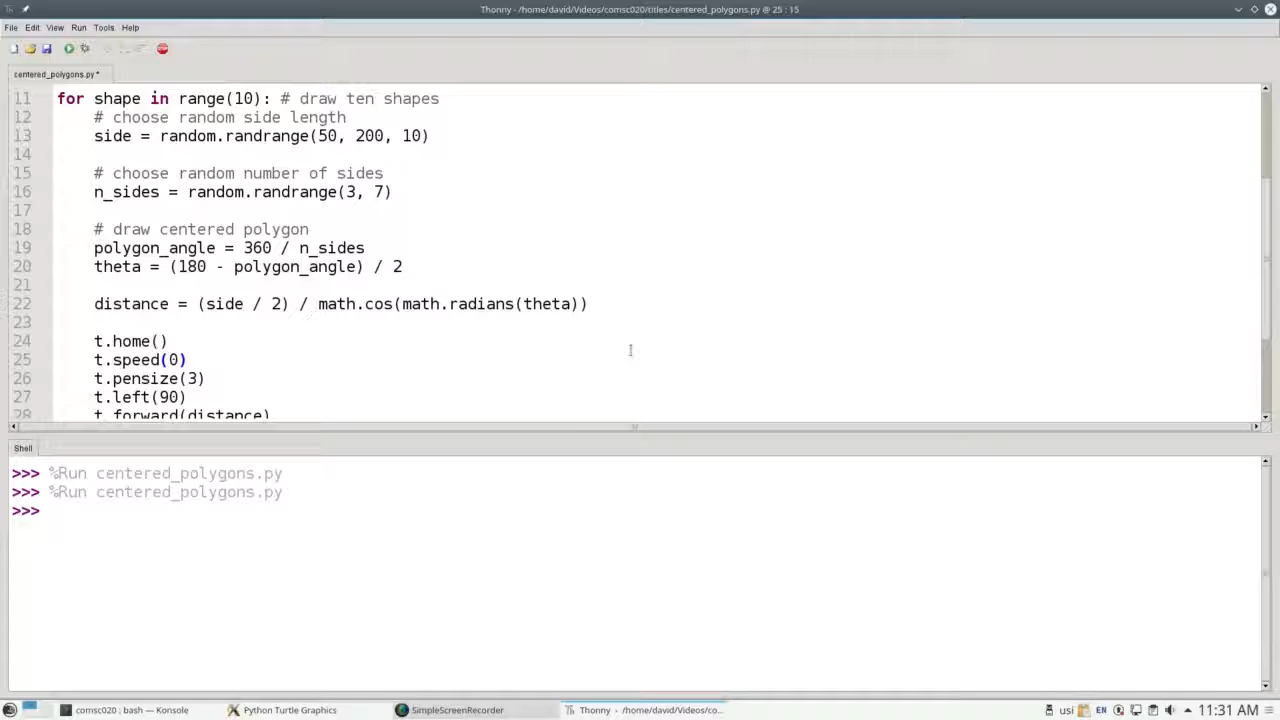 Thonny - /home/david/Videos/comsc020/titles/centered_polygons.py @ 25 : 15
File Edit View Run Tools Help
centered_polygons.py *
11 for shape in range(10): # draw ten shapes
12 # choose random side length
13 side = random.randrange(50, 200, 10)
14
15 # choose random number of sides
16 n_sides = random.randrange(3, 7)
17
18 # draw centered polygon
19 polygon_angle = 360 / n_sides
20 theta = (180 - polygon_angle) / 2
21
22 distance = (side / 2) / math.cos(math.radians(theta))
23
24 t.home()
25 t.speed(0)
26 t.pensize(3)
27 t.left(90)
28 t.forward(distance)
Shell
>>> %Run centered_polygons.py
>>> %Run centered_polygons.py
>>>
comsc020 : bash — Konsole Python Turtle Graphics SimpleScreenRecorder Thonny - /home/david/Videos/co... usi EN 11:31 AM